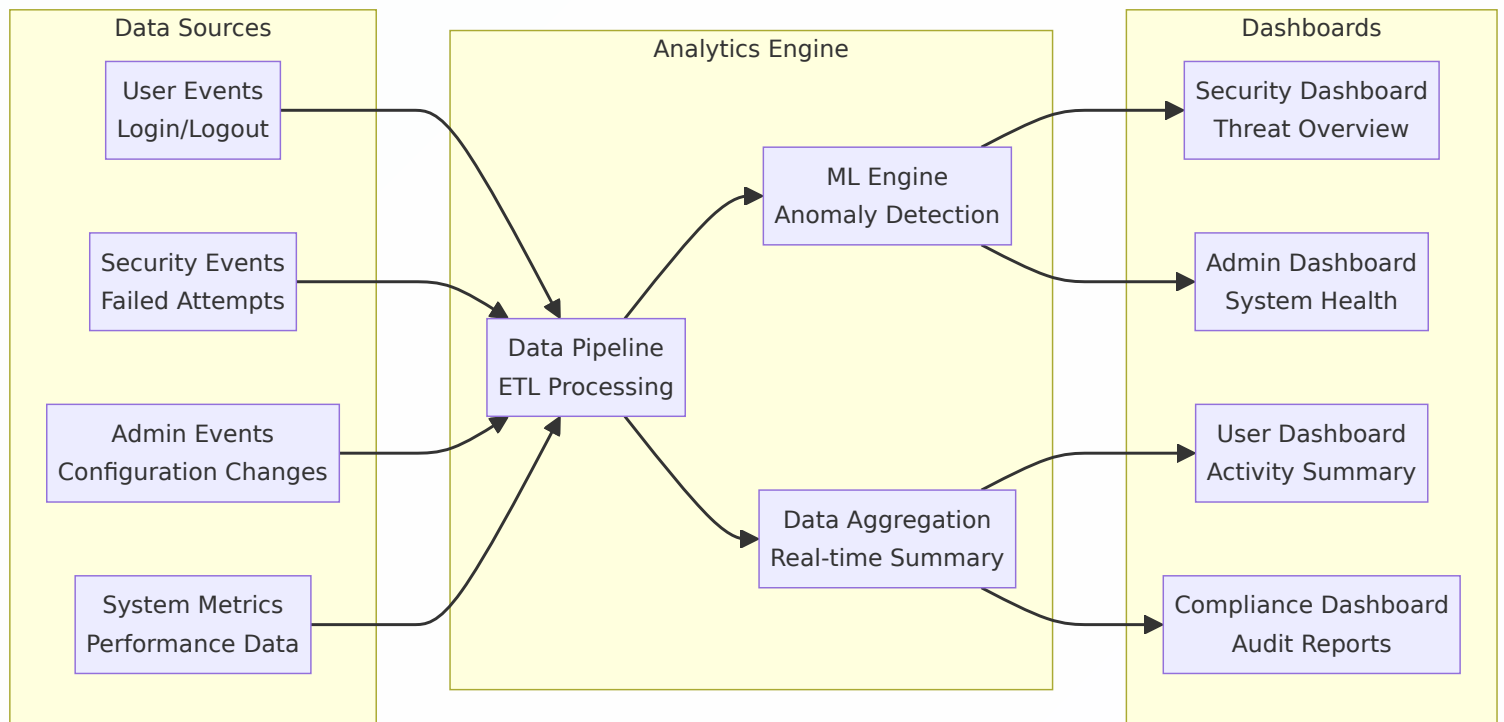 Data Sources
User Events
Login/Logout
Security Events
Failed Attempts
Admin Events
Configuration Changes
System Metrics
Performance Data
Analytics Engine
Data Pipeline
ETL Processing
ML Engine
Anomaly Detection
Data Aggregation
Real-time Summary
Dashboards
Security Dashboard
Threat Overview
Admin Dashboard
System Health
User Dashboard
Activity Summary
Compliance Dashboard
Audit Reports